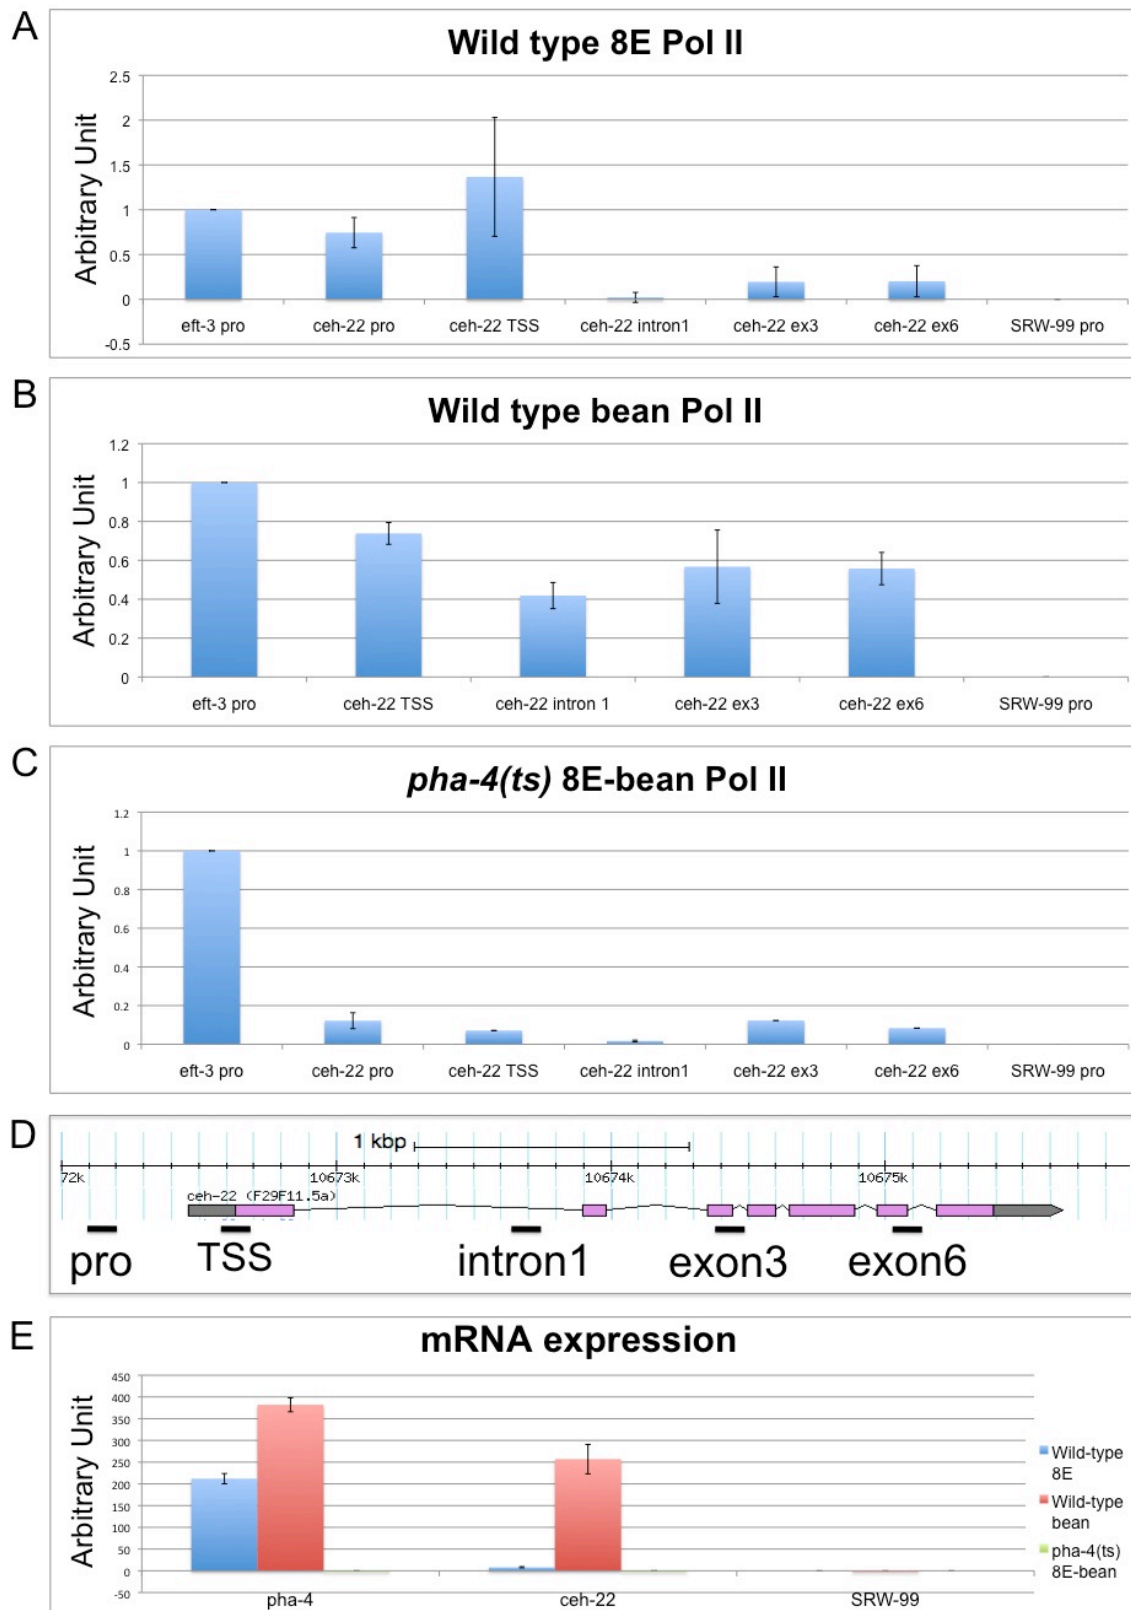 A
Wild type 8E Pol II
Arbitrary Unit
2.5
2
1.5
1
0.5
0
-0.5
eft-3 pro
ceh-22 pro
ceh-22 TSS
ceh-22 intron1
ceh-22 ex3
ceh-22 ex6
SRW-99 pro
B
Wild type bean Pol II
Arbitrary Unit
1.2
1
0.8
0.6
0.4
0.2
0
eft-3 pro
ceh-22 TSS
ceh-22 intron 1
ceh-22 ex3
ceh-22 ex6
SRW-99 pro
C
pha-4(ts) 8E-bean Pol II
Arbitrary Unit
1.2
1
0.8
0.6
0.4
0.2
0
eft-3 pro
ceh-22 pro
ceh-22 TSS
ceh-22 intron1
ceh-22 ex3
ceh-22 ex6
SRW-99 pro
D
1 kbp
72k
10673k
10674k
10675k
ceh-22 (F29F11.5a)
pro
TSS
intron1
exon3
exon6
E
mRNA expression
Arbitrary Unit
450
400
350
300
250
200
150
100
50
0
-50
pha-4
ceh-22
SRW-99
Wild-type
8E
Wild-type
bean
pha-4(ts)
8E-bean